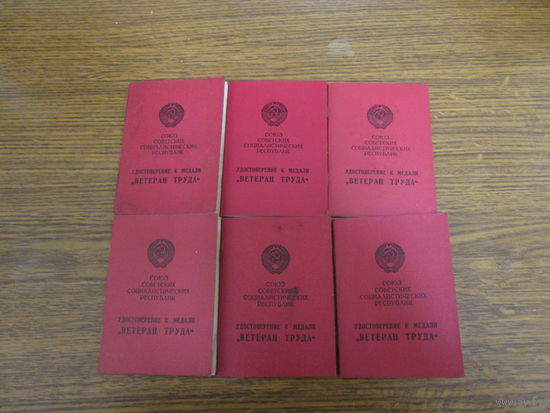 СОЮЗ
СОВЕТСКИХ
СОЦИАЛИСТИЧЕСКИХ
РЕСПУБЛИК
УДОСТОВЕРЕНИЕ К МЕДАЛИ
„ВЕТЕРАН ТРУДА“
СОЮЗ
СОВЕТСКИХ
СОЦИАЛИСТИЧЕСКИХ
РЕСПУБЛИК
УДОСТОВЕРЕНИЕ К МЕДАЛИ
„ВЕТЕРАН ТРУДА“
СОЮЗ
СОВЕТСКИХ
СОЦИАЛИСТИЧЕСКИХ
РЕСПУБЛИК
УДОСТОВЕРЕНИЕ К МЕДАЛИ
„ВЕТЕРАН ТРУДА“
СОЮЗ
СОВЕТСКИХ
СОЦИАЛИСТИЧЕСКИХ
РЕСПУБЛИК
УДОСТОВЕРЕНИЕ К МЕДАЛИ
„ВЕТЕРАН ТРУДА“
СОЮЗ
СОВЕТСКИХ
СОЦИАЛИСТИЧЕСКИХ
РЕСПУБЛИК
УДОСТОВЕРЕНИЕ К МЕДАЛИ
„ВЕТЕРАН ТРУДА“
СОЮЗ
СОВЕТСКИХ
СОЦИАЛИСТИЧЕСКИХ
РЕСПУБЛИК
УДОСТОВЕРЕНИЕ К МЕДАЛИ
„ВЕТЕРАН ТРУДА“